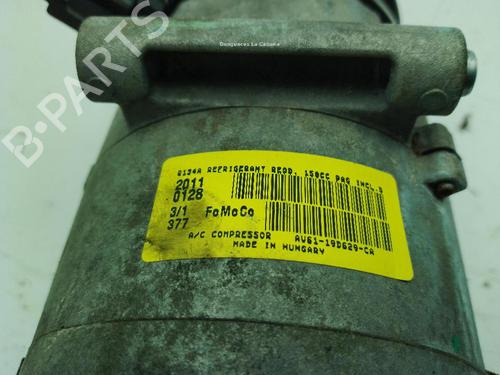 Desguaces La Cabaña
B-PARTS
R134A REFRIGERANT REQD. 150CC PAG INCL.
2011
0128
3/1 FoMoCo
377
A/C COMPRESSOR AV61-19D629-CA
MADE IN HUNGARY